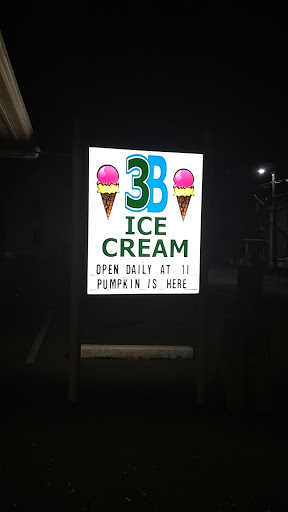 3B
ICE
CREAM
OPEN DAILY AT 11
PUMPKIN IS HERE